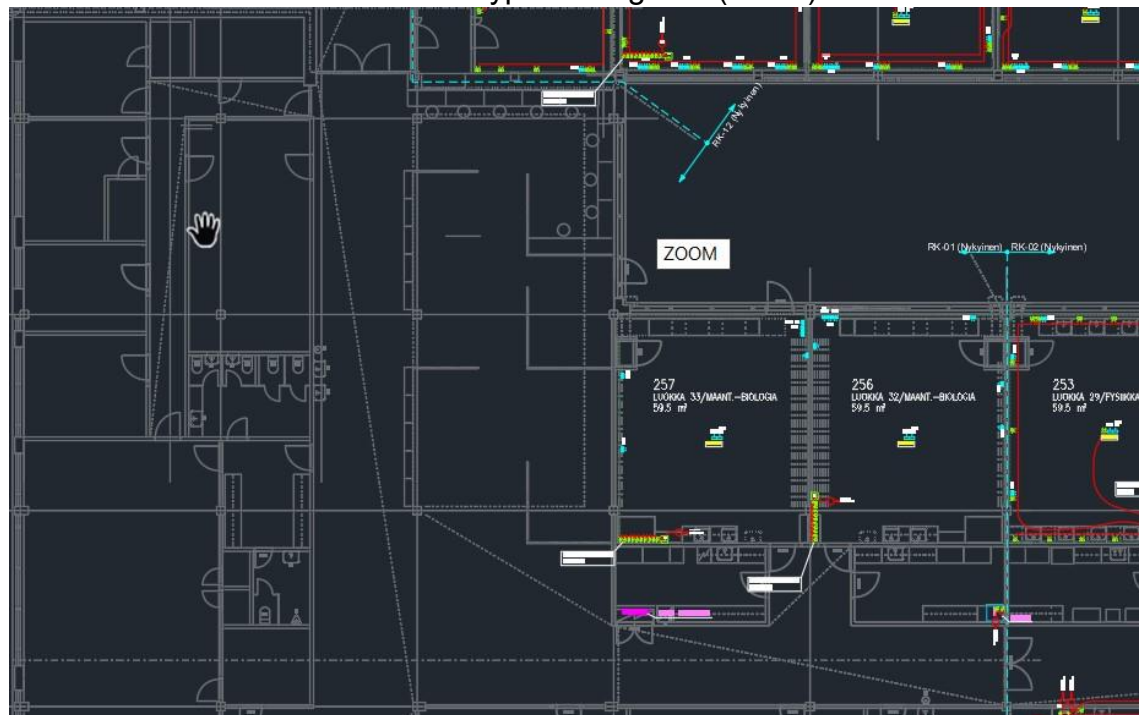 RK-12 (Nykyinen)
ZOOM
RK-01 (Nykyinen)
RK-02 (Nykyinen)
257
LUOKKA 33/MAANT.-BIOLOGIA
59.5 m²
256
LUOKKA 32/MAANT.-BIOLOGIA
59.5 m²
253
LUOKKA 29/FYSIIKKA
59.5 m²